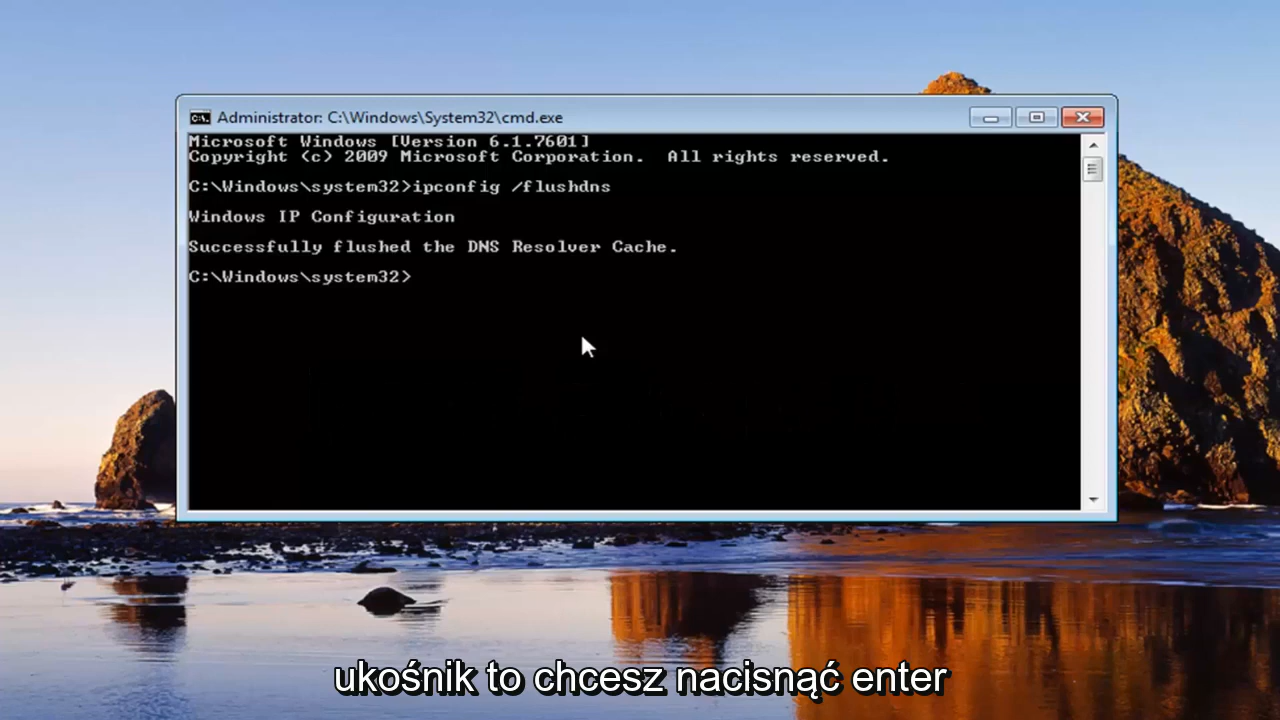 Administrator: C:\Windows\System32\cmd.exe
Microsoft Windows [Version 6.1.7601]
Copyright (c) 2009 Microsoft Corporation.  All rights reserved.
C:\Windows\system32>ipconfig /flushdns
Windows IP Configuration
Successfully flushed the DNS Resolver Cache.
C:\Windows\system32>
ukośnik to chcesz nacisnąć enter